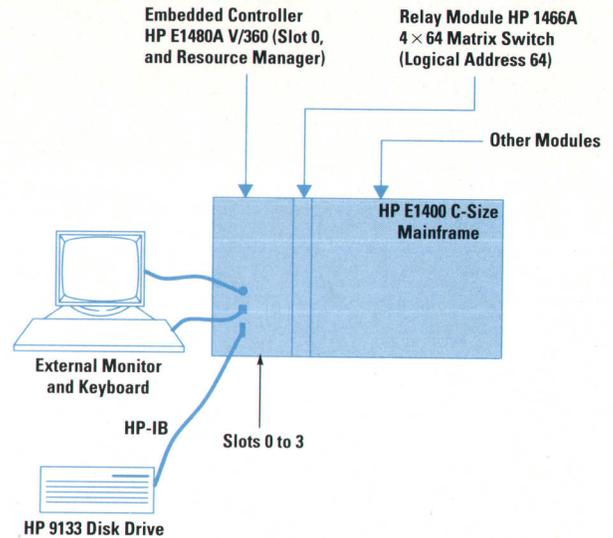 Embedded Controller
HP E1480A V/360 (Slot 0,
and Resource Manager)
Relay Module HP 1466A
4 × 64 Matrix Switch
(Logical Address 64)
Other Modules
HP E1400 C-Size
Mainframe
External Monitor
and Keyboard
HP-IB
Slots 0 to 3
HP 9133 Disk Drive